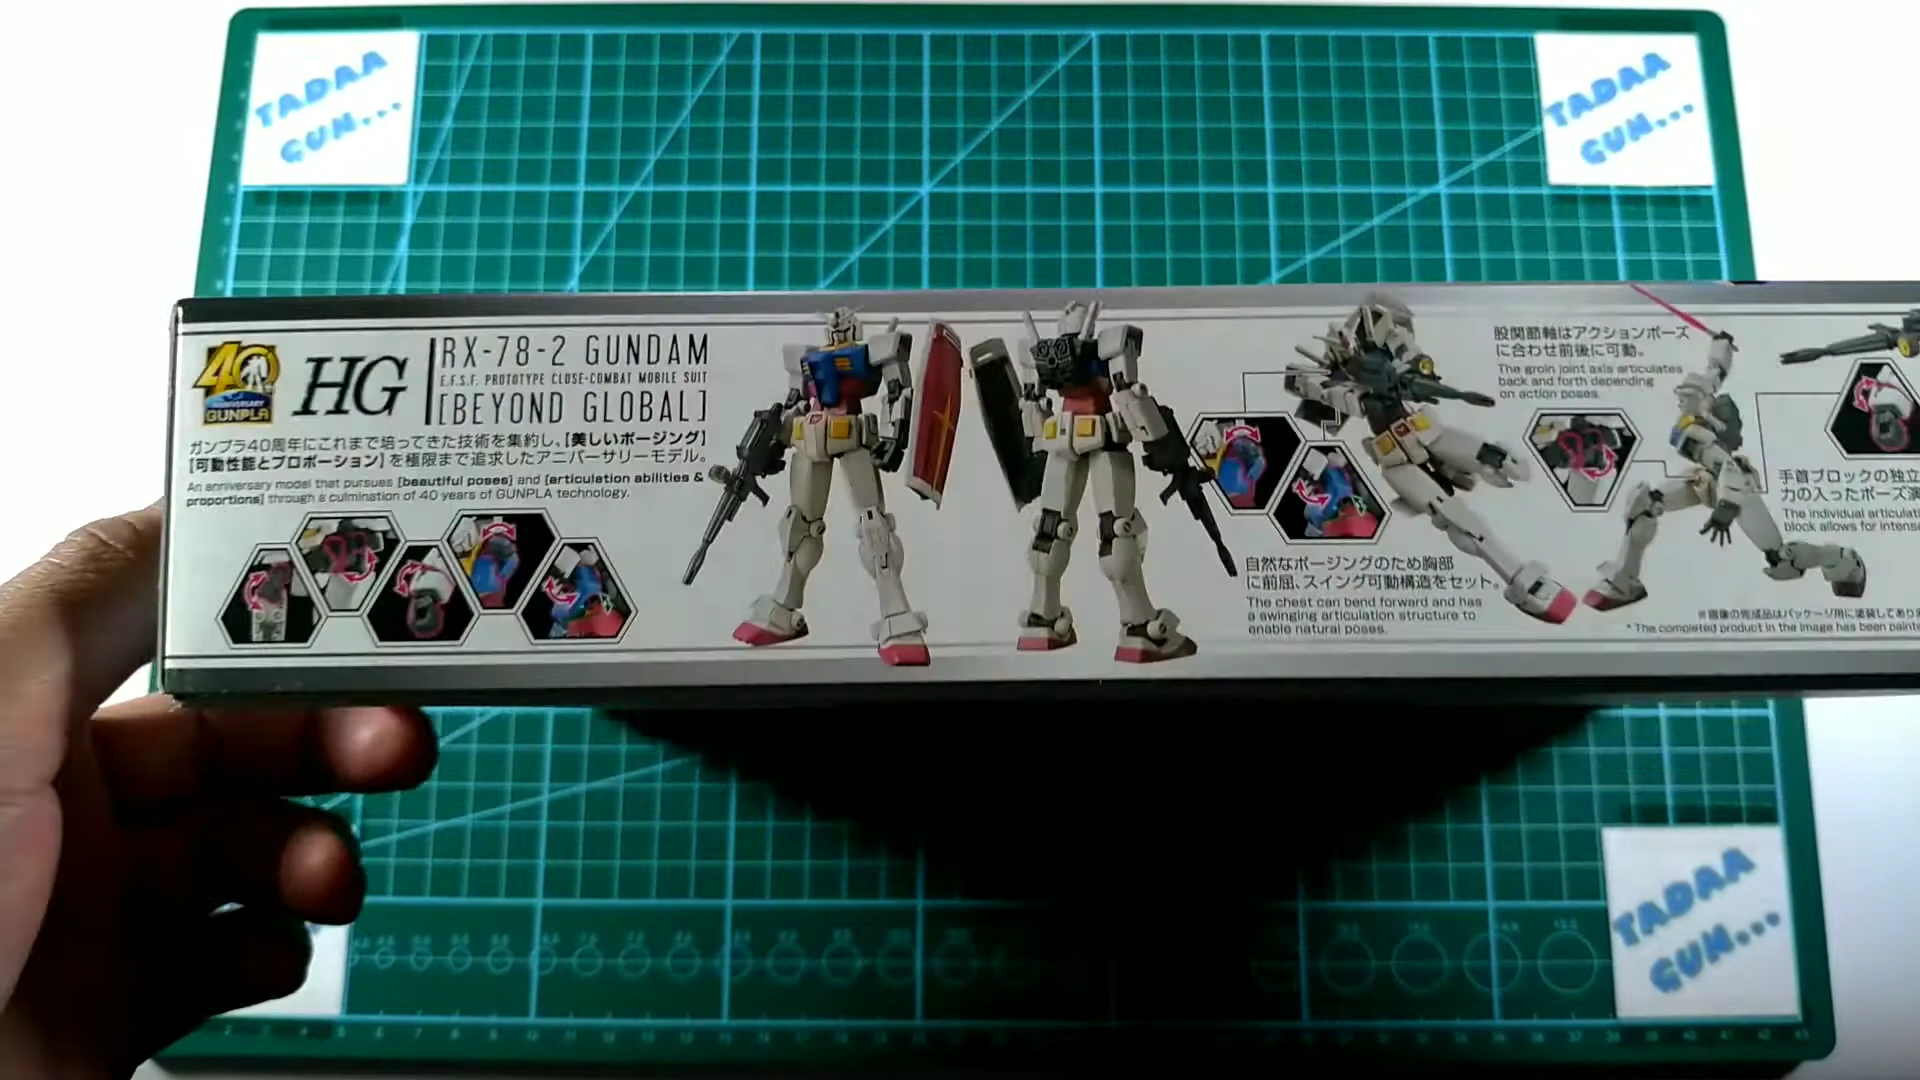 TADAA
GUN...
TADAA
GUN...
40
ANNIVERSARY
GUNPLA
HG
RX-78-2 GUNDAM
E.F.S.F. PROTOTYPE CLOSE-COMBAT MOBILE SUIT
[BEYOND GLOBAL]
ガンプラ40周年にこれまで培ってきた技術を集約し、【美しいポージング】
【可動性能とプロポーション】を極限まで追求したアニバーサリーモデル。
An anniversary model that pursues [beautiful poses] and [articulation abilities &
proportions] through a culmination of 40 years of GUNPLA technology.
自然なポージングのため胸部
に前屈、スイング可動構造をセット。
The chest can bend forward and has
a swinging articulation structure to
enable natural poses.
股関節軸はアクションポーズ
に合わせ前後に可動。
The groin joint axis articulates
back and forth depending
on action poses.
手首ブロックの独立
力の入ったポーズ
The individual
block allows for
※画像の完成品はパッケージ用に塗装してあり
* The completed product in the image has been
TADAA
GUN...